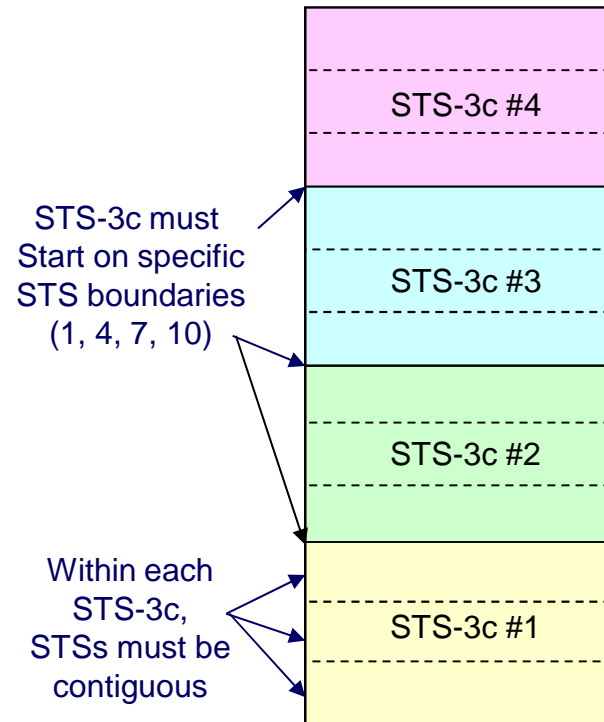 STS-3c #4
STS-3c must
Start on specific
STS boundaries
(1, 4, 7, 10)
STS-3c #3
STS-3c #2
Within each
STS-3c,
STSs must be
contiguous
STS-3c #1